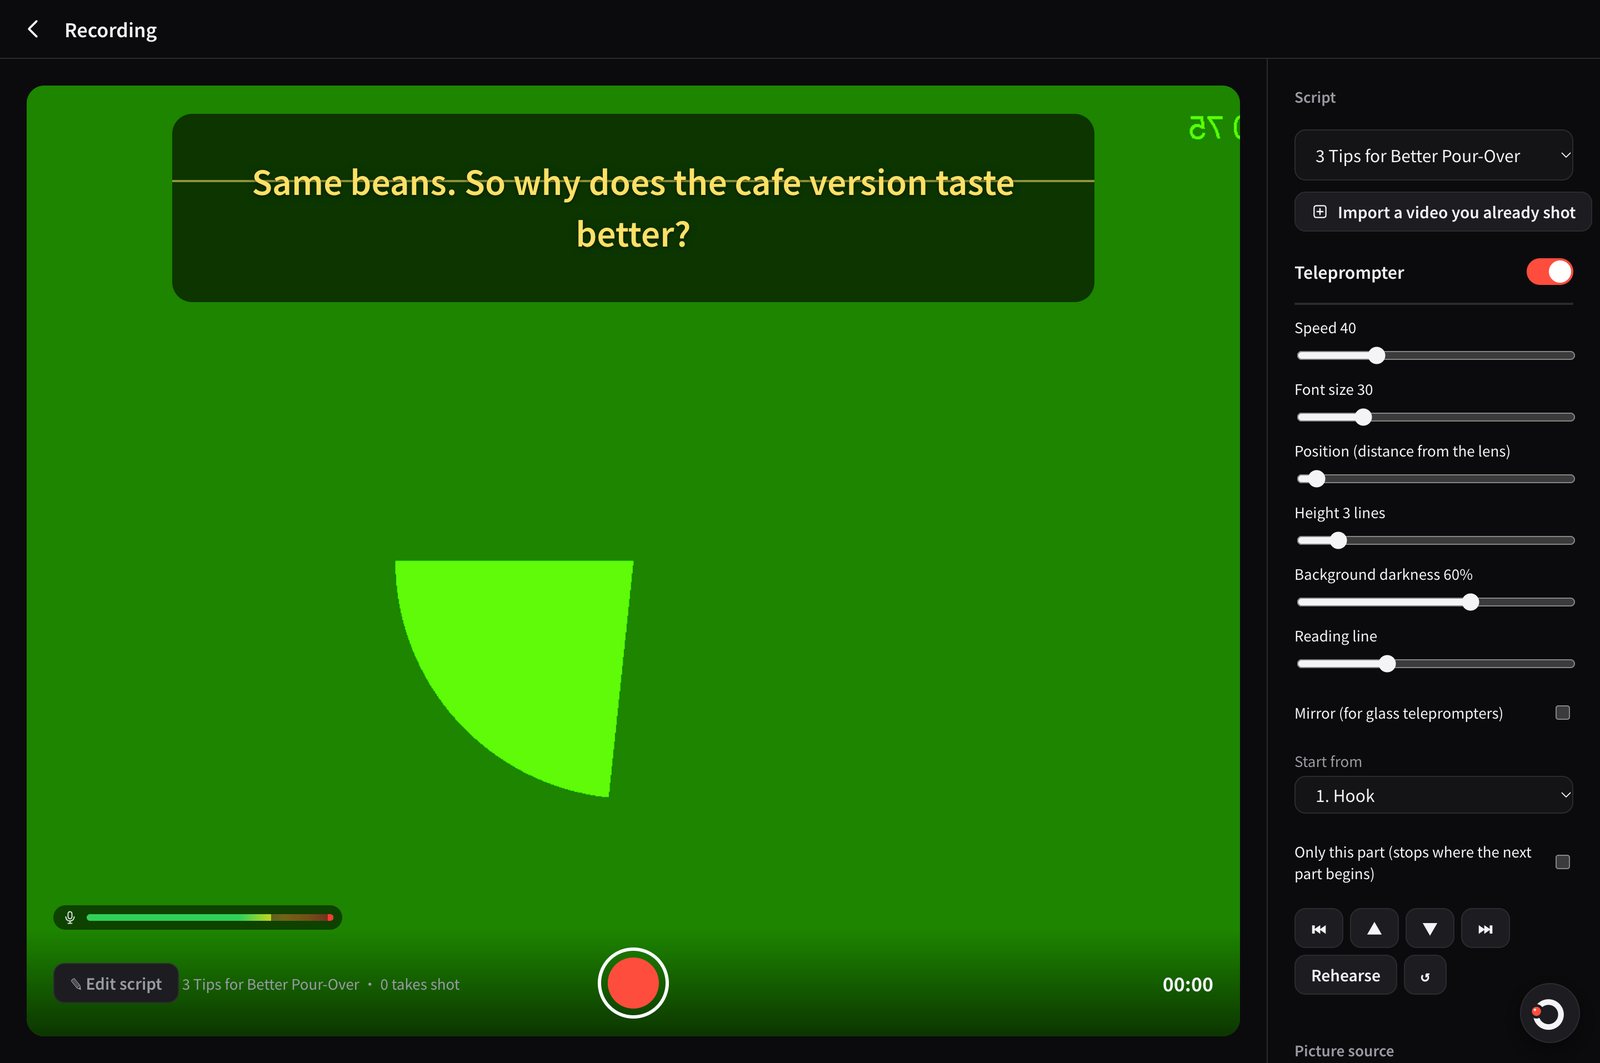 Recording
Same beans. So why does the cafe version taste
better?
Edit script
3 Tips for Better Pour-Over • 0 takes shot
00:00
Script
3 Tips for Better Pour-Over
Import a video you already shot
Teleprompter
Speed 40
Font size 30
Position (distance from the lens)
Height 3 lines
Background darkness 60%
Reading line
Mirror (for glass teleprompters)
Start from
1. Hook
Only this part (stops where the next
part begins)
Rehearse
Picture source